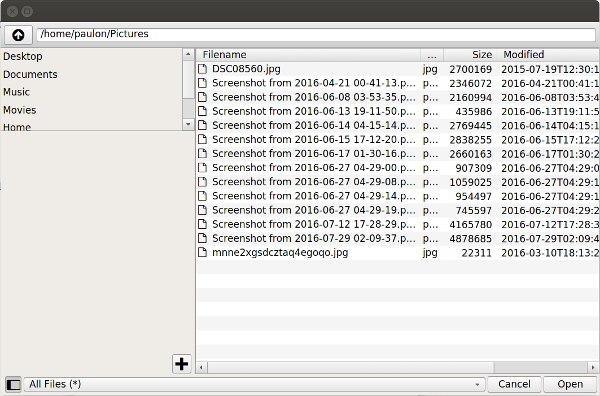 /home/paulon/Pictures
Desktop
Documents
Music
Movies
Home
Filename ... Size Modified
DSC08560.jpg jpg 2700169 2015-07-19T12:30:1
Screenshot from 2016-04-21 00-41-13.p... p... 2346072 2016-04-21T00:41:1
Screenshot from 2016-06-08 03-53-35.p... p... 2160994 2016-06-08T03:53:4
Screenshot from 2016-06-13 19-11-50.p... p... 435986 2016-06-13T19:11:5
Screenshot from 2016-06-14 04-15-14.p... p... 2769445 2016-06-14T04:15:1
Screenshot from 2016-06-15 17-12-20.p... p... 2838255 2016-06-15T17:12:2
Screenshot from 2016-06-17 01-30-16.p... p... 2660163 2016-06-17T01:30:2
Screenshot from 2016-06-27 04-29-00.p... p... 907309 2016-06-27T04:29:0
Screenshot from 2016-06-27 04-29-08.p... p... 1059025 2016-06-27T04:29:1
Screenshot from 2016-06-27 04-29-14.p... p... 954497 2016-06-27T04:29:1
Screenshot from 2016-06-27 04-29-19.p... p... 745597 2016-06-27T04:29:2
Screenshot from 2016-07-12 17-28-29.p... p... 4165780 2016-07-12T17:28:3
Screenshot from 2016-07-29 02-09-37.p... p... 4878685 2016-07-29T02:09:4
mnne2xgsdcztaq4egoqo.jpg jpg 22311 2016-03-10T18:13:2
All Files (*) Cancel Open